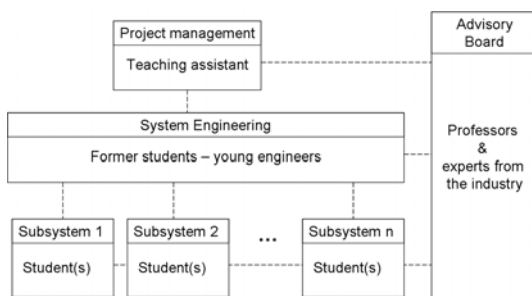 Project management
Teaching assistant
Advisory
Board
System Engineering
Former students – young engineers
Professors
&
experts from
the industry
Subsystem 1
Student(s)
Subsystem 2
Student(s)
...
Subsystem n
Student(s)